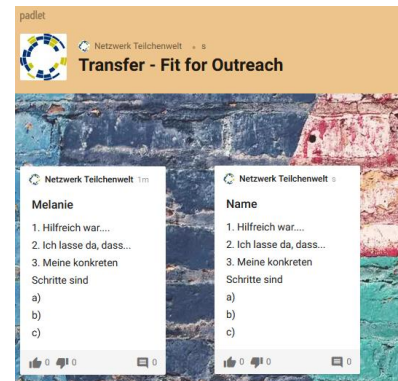 padlet
Netzwerk Teilchenwelt • s
Transfer - Fit for Outreach
Netzwerk Teilchenwelt 1m
Melanie
1. Hilfreich war....
2. Ich lasse da, dass...
3. Meine konkreten
Schritte sind
a)
b)
c)
0 0 0
Netzwerk Teilchenwelt s
Name
1. Hilfreich war....
2. Ich lasse da, dass...
3. Meine konkreten
Schritte sind
a)
b)
c)
0 0 0